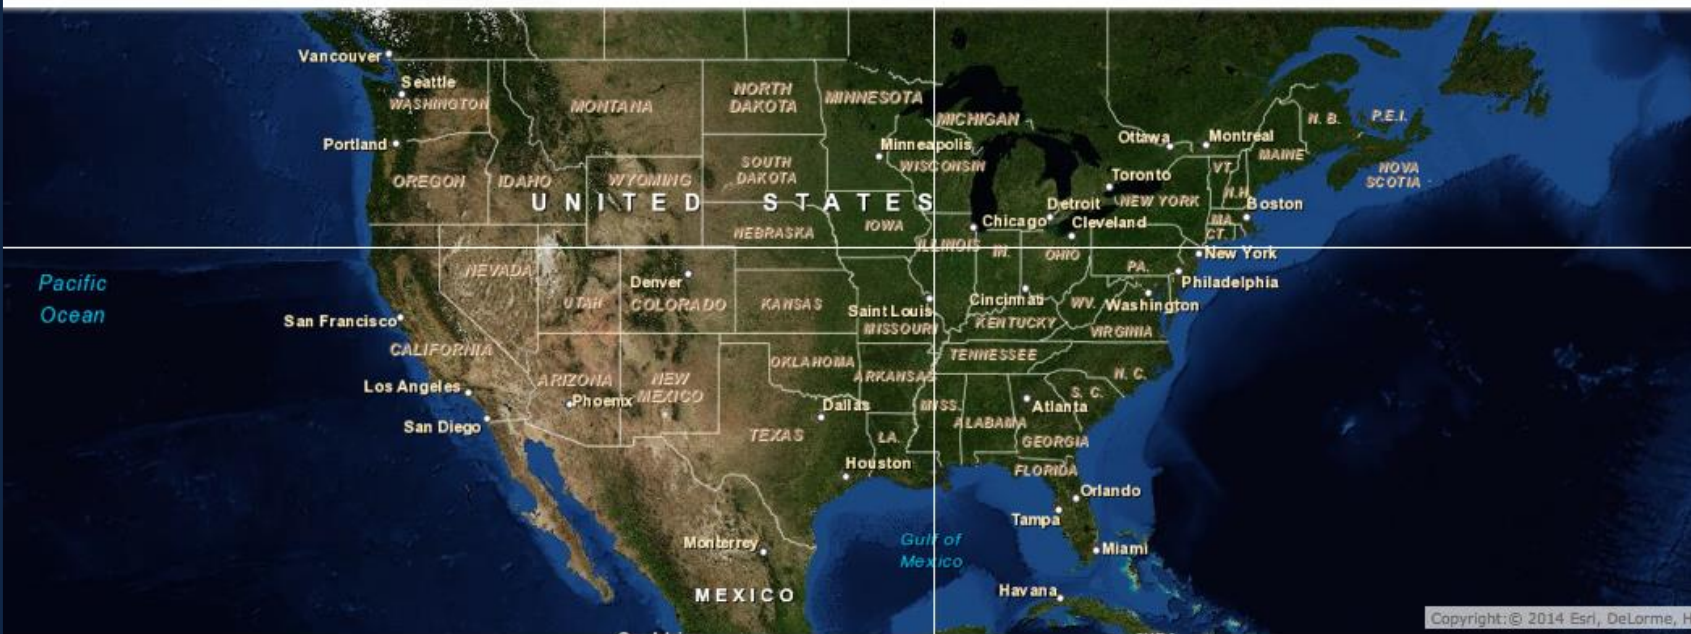 Vancouver
Seattle
WASHINGTON
MONTANA
NORTH
DAKOTA
MINNESOTA
MICHIGAN
N. B.
P.E.I.
Portland
Minneapolis
Ottawa
Montreal
MAINE
OREGON
IDAHO
WYOMING
SOUTH
DAKOTA
WISCONSIN
Toronto
VT.
NOVA
SCOTIA
UNITED STATES
Detroit
NEW YORK
N.H.
Boston
NEBRASKA
IOWA
Chicago
Cleveland
MA.
CT.
ILLINOIS
IN.
OHIO
New York
Pacific
Ocean
NEVADA
UTAH
Denver
COLORADO
KANSAS
PA.
Philadelphia
Saint Louis
MISSOURI
Cincinnati
WV.
Washington
San Francisco
KENTUCKY
VIRGINIA
CALIFORNIA
OKLAHOMA
TENNESSEE
Los Angeles
ARIZONA
Phoenix
NEW
MEXICO
ARKANSAS
N. C.
S. C.
San Diego
Dallas
MISS.
Atlanta
TEXAS
LA.
ALABAMA
GEORGIA
Houston
FLORIDA
Orlando
Tampa
Monterrey
Gulf of
Mexico
Miami
MEXICO
Havana
Copyright:© 2014 Esri, DeLorme, H